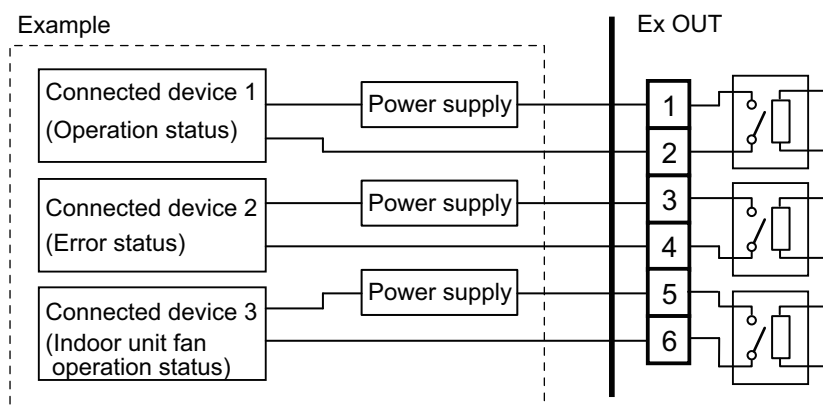 Example
Ex OUT
Connected device 1
(Operation status)
Power supply
1
2
Connected device 2
(Error status)
Power supply
3
4
Connected device 3
(Indoor unit fan
operation status)
Power supply
5
6